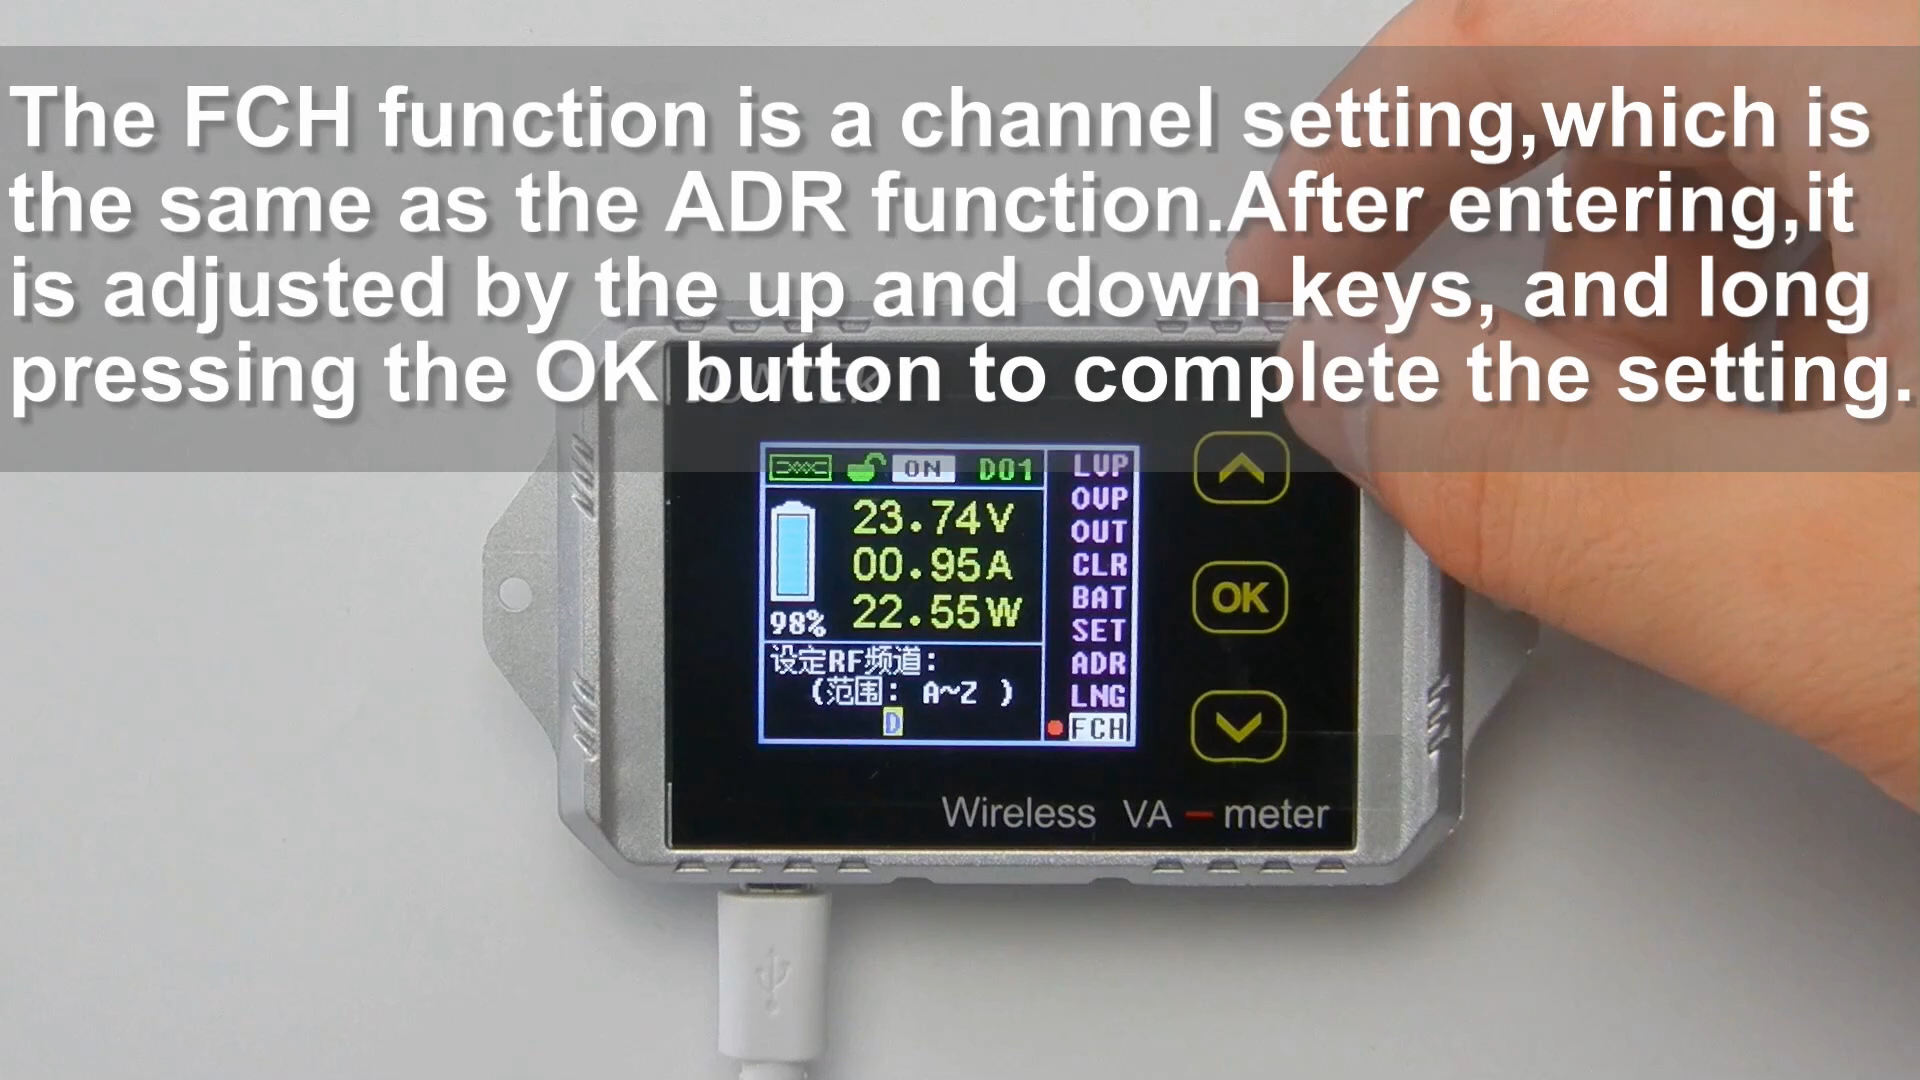 The FCH function is a channel setting,which is
the same as the ADR function.After entering,it
is adjusted by the up and down keys, and long
pressing the OK button to complete the setting.
ON D01
23.74V
00.95A
22.55W
98%
设定RF频道:
(范围: A~Z )
D
LVP
OVP
OUT
CLR
BAT
SET
ADR
LNG
FCH
OK
Wireless VA-meter